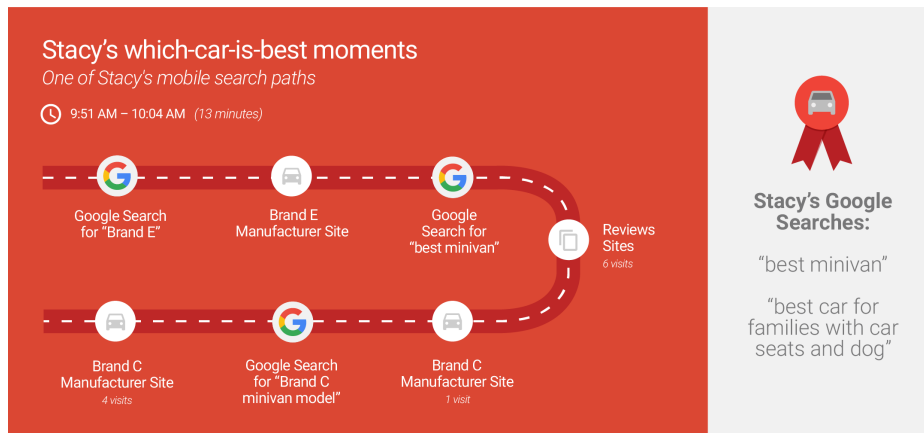 Stacy’s which-car-is-best moments
One of Stacy's mobile search paths
9:51 AM – 10:04 AM (13 minutes)
Google Search
for “Brand E”
Brand E
Manufacturer Site
Google
Search for
“best minivan”
Reviews
Sites
6 visits
Brand C
Manufacturer Site
1 visit
Google Search
for “Brand C
minivan model”
Brand C
Manufacturer Site
4 visits
Stacy’s Google
Searches:
“best minivan”
“best car for
families with car
seats and dog”